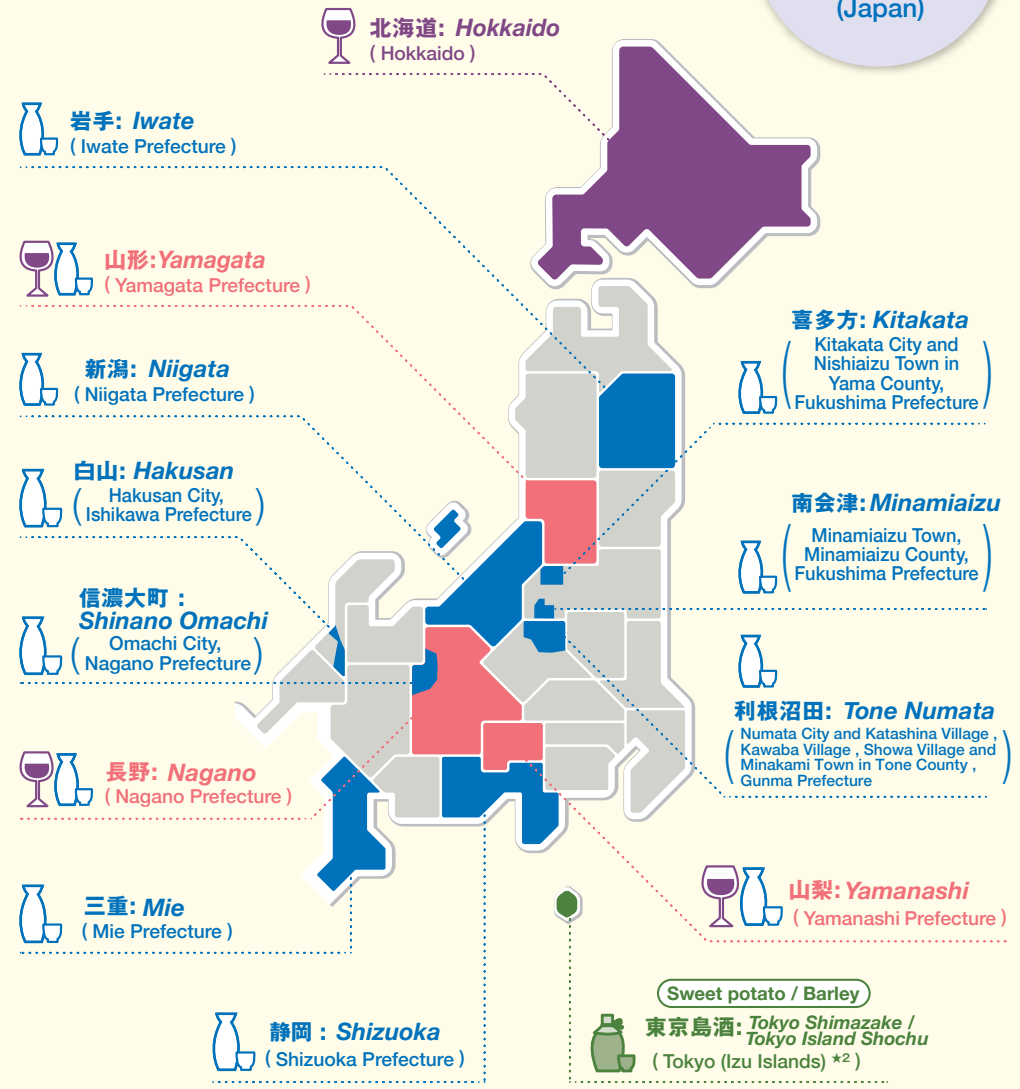 (Japan)
北海道: Hokkaido
( Hokkaido )
岩手: Iwate
( Iwate Prefecture )
山形:Yamagata
( Yamagata Prefecture )
新潟: Niigata
( Niigata Prefecture )
白山: Hakusan
( Hakusan City,
Ishikawa Prefecture )
信濃大町 :
Shinano Omachi
( Omachi City,
Nagano Prefecture )
長野: Nagano
( Nagano Prefecture )
三重: Mie
( Mie Prefecture )
静岡 : Shizuoka
( Shizuoka Prefecture )
喜多方: Kitakata
( Kitakata City and
Nishiaizu Town in
Yama County,
Fukushima Prefecture )
南会津: Minamiaizu
( Minamiaizu Town,
Minamiaizu County,
Fukushima Prefecture )
利根沼田: Tone Numata
( Numata City and Katashina Village ,
Kawaba Village , Showa Village and
Minakami Town in Tone County ,
Gunma Prefecture )
山梨: Yamanashi
( Yamanashi Prefecture )
Sweet potato / Barley
東京島酒: Tokyo Shimazake /
Tokyo Island Shochu
( Tokyo (Izu Islands) ★2 )